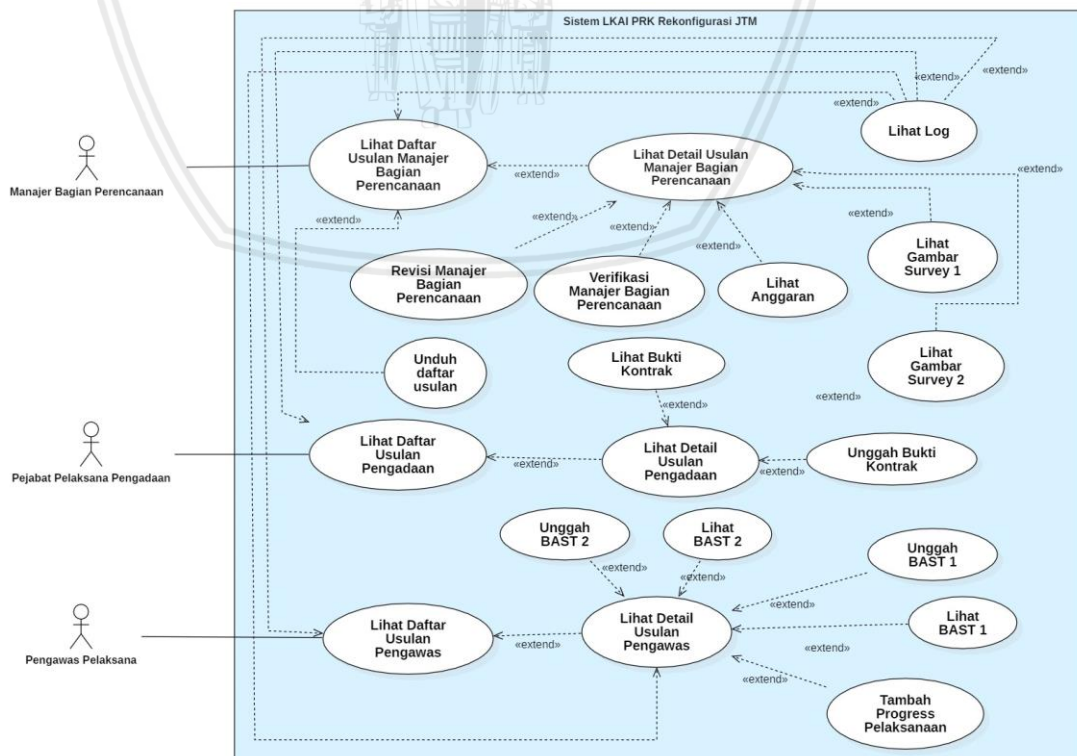 Sistem LKAI PRK Rekonfigurasi JTM
«extend»
«extend»
«extend»
«extend»
Lihat Log
Manajer Bagian Perencanaan
Lihat Daftar
Usulan Manajer
Bagian
Perencanaan
«extend»
Lihat Detail Usulan
Manajer Bagian
Perencanaan
«extend»
«extend»
«extend»
«extend»
«extend»
«extend»
Revisi Manajer
Bagian
Perencanaan
Verifikasi
Manajer Bagian
Perencanaan
Lihat
Anggaran
Lihat
Gambar
Survey 1
Unduh
daftar
usulan
Lihat Bukti
Kontrak
Lihat
Gambar
Survey 2
«extend»
«extend»
Pejabat Pelaksana Pengadaan
Lihat Daftar
Usulan
Pengadaan
«extend»
Lihat Detail
Usulan
Pengadaan
«extend»
Unggah Bukti
Kontrak
Unggah
BAST 2
Lihat
BAST 2
Unggah
BAST 1
«extend»
«extend»
«extend»
Pengawas Pelaksana
Lihat Daftar
Usulan
Pengawas
«extend»
Lihat Detail
Usulan
Pengawas
Lihat
BAST 1
«extend»
«extend»
Tambah
Progress
Pelaksanaan